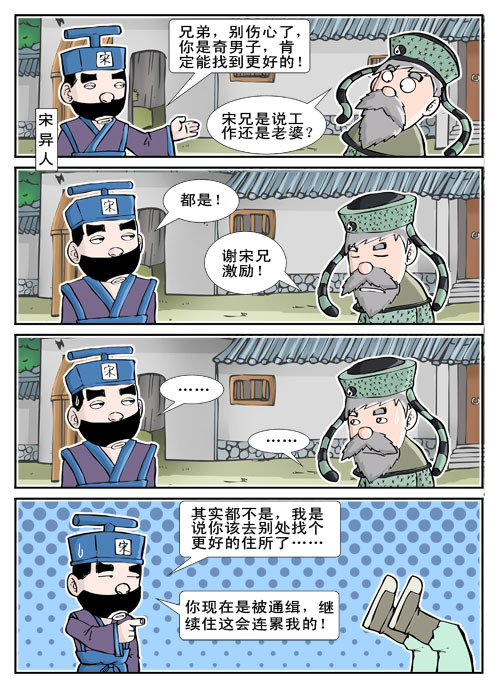 兄弟，别伤心了，
你是奇男子，肯
定能找到更好的！
宋
宋异人
宋兄是说工
作还是老婆？
都是！
宋
谢宋兄
激励！
……
宋
……
其实都不是，我是
说你该去别处找个
更好的住所了……
宋
你现在是被通缉，继
续住这会连累我的！